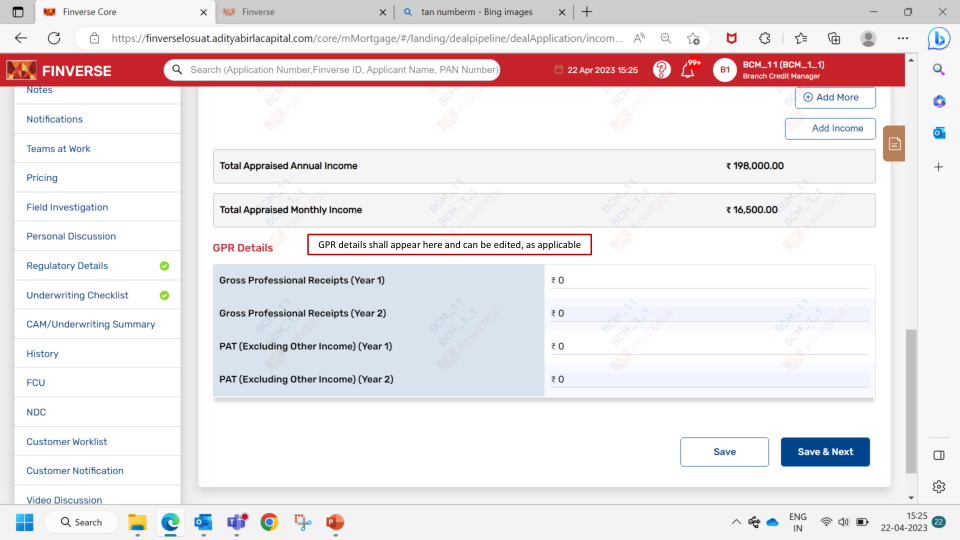 Finverse Core
Finverse
tan numberm - Bing images
https://finverselosuat.adityabirlacapital.com/core/mMortgage/#/landing/dealpipeline/dealApplication/incom...
FINVERSE
Search (Application Number,Finverse ID, Applicant Name, PAN Number)
22 Apr 2023 15:25
99+
B1
BCM_1 1 (BCM_1_1)
Branch Credit Manager
Notes
Notifications
Teams at Work
Pricing
Field Investigation
Personal Discussion
Regulatory Details
Underwriting Checklist
CAM/Underwriting Summary
History
FCU
NDC
Customer Worklist
Customer Notification
Video Discussion
Add More
Add Income
Total Appraised Annual Income ₹ 198,000.00
Total Appraised Monthly Income ₹ 16,500.00
GPR Details
GPR details shall appear here and can be edited, as applicable
Gross Professional Receipts (Year 1) ₹ 0
Gross Professional Receipts (Year 2) ₹ 0
PAT (Excluding Other Income) (Year 1) ₹ 0
PAT (Excluding Other Income) (Year 2) ₹ 0
Save
Save & Next
BCM_1 1
BCM_1_1
FINVERSE
Search
ENG
IN
15:25
22-04-2023
22